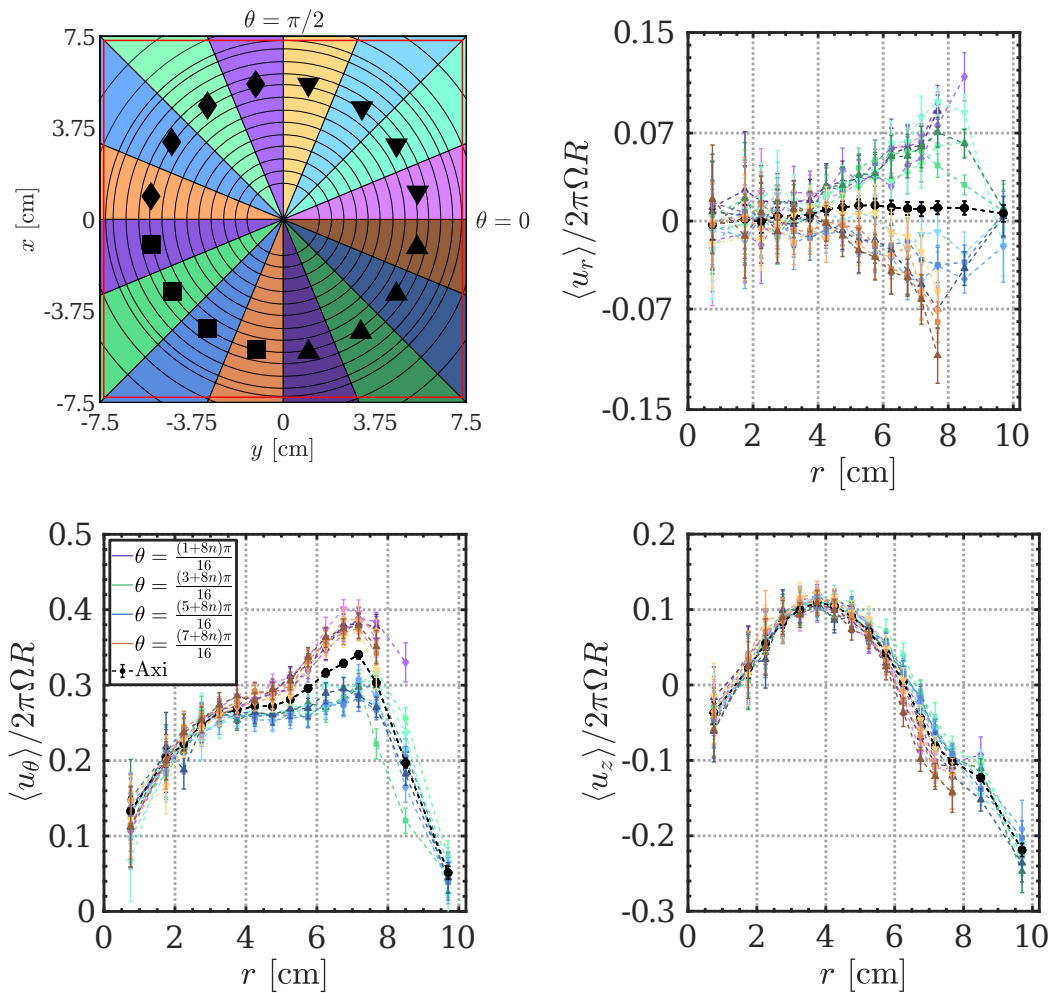 θ = π/2
7.5
3.75
0
-3.75
-7.5
x [cm]
θ = 0
-7.5 -3.75 0 3.75 7.5
y [cm]
0.15
0.07
0
-0.07
-0.15
⟨u_r⟩/2πΩR
0 2 4 6 8 10
r [cm]
0.5
0.4
0.3
0.2
0.1
0
⟨u_θ⟩/2πΩR
θ = (1+8n)π/16
θ = (3+8n)π/16
θ = (5+8n)π/16
θ = (7+8n)π/16
Axi
0 2 4 6 8 10
r [cm]
0.2
0.1
0
-0.1
-0.2
-0.3
⟨u_z⟩/2πΩR
0 2 4 6 8 10
r [cm]